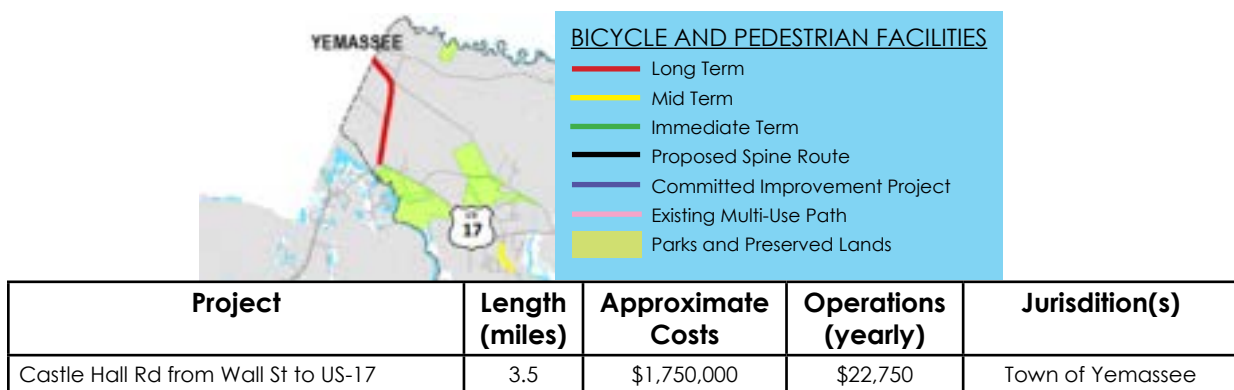 YEMASSEE
US
17
BICYCLE AND PEDESTRIAN FACILITIES
Long Term
Mid Term
Immediate Term
Proposed Spine Route
Committed Improvement Project
Existing Multi-Use Path
Parks and Preserved Lands
Project Length (miles) Approximate Costs Operations (yearly) Jurisdition(s)
Castle Hall Rd from Wall St to US-17 3.5 $1,750,000 $22,750 Town of Yemassee